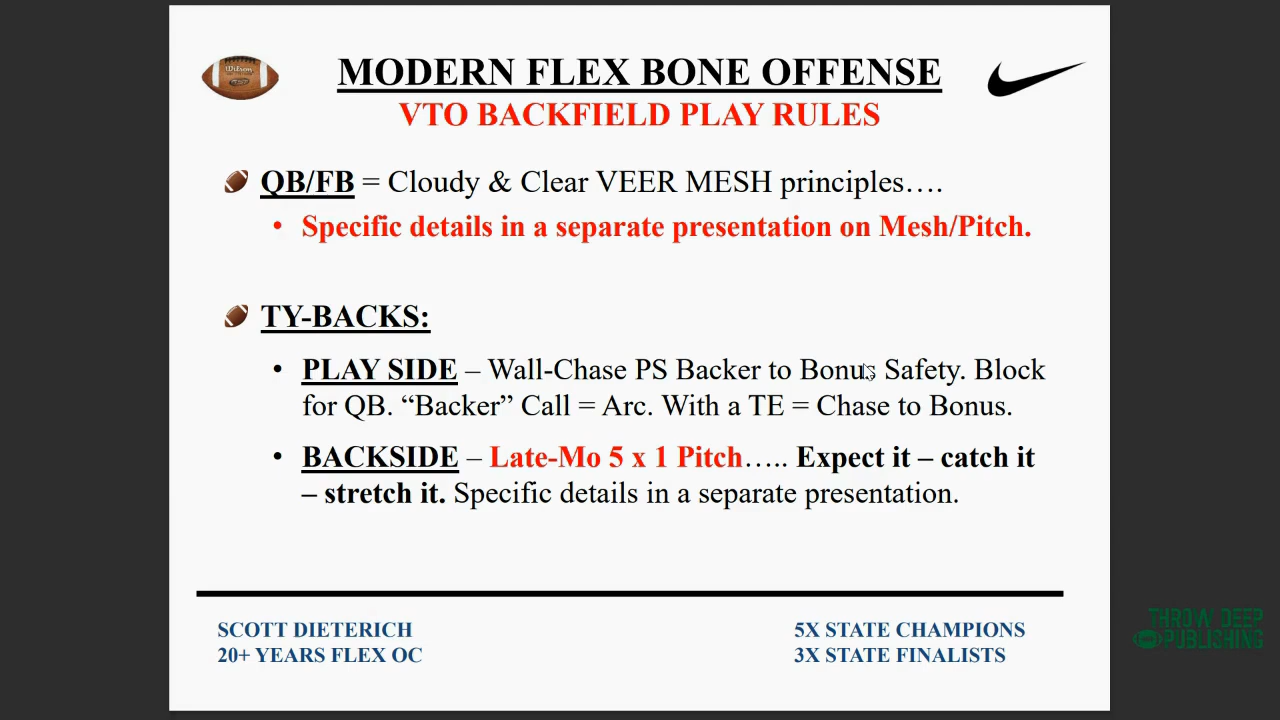 MODERN FLEX BONE OFFENSE
VTO BACKFIELD PLAY RULES
QB/FB = Cloudy & Clear VEER MESH principles….
• Specific details in a separate presentation on Mesh/Pitch.
TY-BACKS:
• PLAY SIDE – Wall-Chase PS Backer to Bonus Safety. Block
for QB. “Backer” Call = Arc. With a TE = Chase to Bonus.
• BACKSIDE – Late-Mo 5 x 1 Pitch….. Expect it – catch it
– stretch it. Specific details in a separate presentation.
SCOTT DIETERICH
20+ YEARS FLEX OC
5X STATE CHAMPIONS
3X STATE FINALISTS
THROW DEEP
PUBLISHING
Wilson